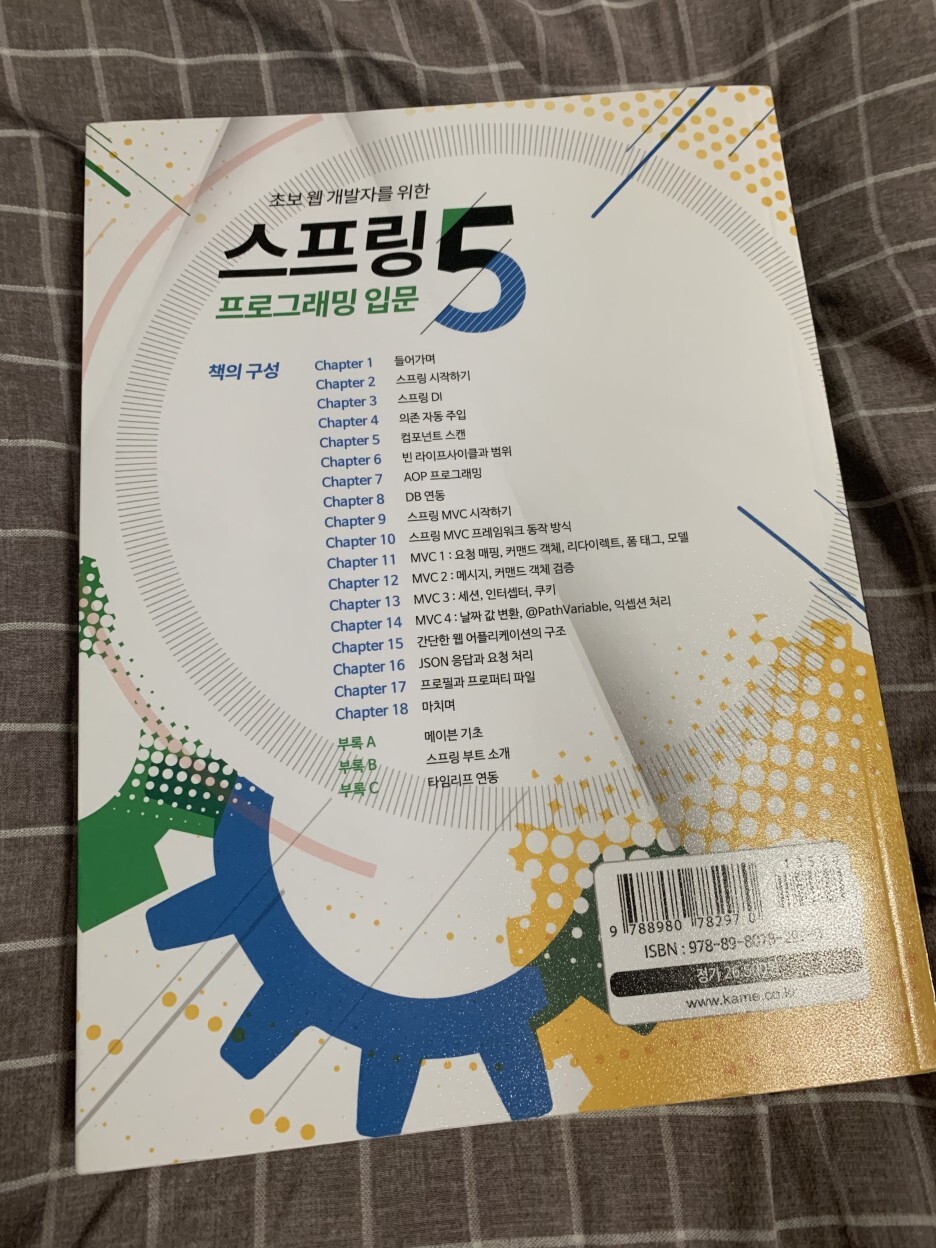 초보 웹 개발자를 위한
스프링5
프로그래밍 입문
책의 구성
Chapter 1 들어가며
Chapter 2 스프링 시작하기
Chapter 3 스프링 DI
Chapter 4 의존 자동 주입
Chapter 5 컴포넌트 스캔
Chapter 6 빈 라이프사이클과 범위
Chapter 7 AOP 프로그래밍
Chapter 8 DB 연동
Chapter 9 스프링 MVC 시작하기
Chapter 10 스프링 MVC 프레임워크 동작 방식
Chapter 11 MVC 1 : 요청 매핑, 커맨드 객체, 리다이렉트, 폼 태그, 모델
Chapter 12 MVC 2 : 메시지, 커맨드 객체 검증
Chapter 13 MVC 3 : 세션, 인터셉터, 쿠키
Chapter 14 MVC 4 : 날짜 값 변환, @PathVariable, 익셉션 처리
Chapter 15 간단한 웹 어플리케이션의 구조
Chapter 16 JSON 응답과 요청 처리
Chapter 17 프로필과 프로퍼티 파일
Chapter 18 마치며
부록 A 메이븐 기초
부록 B 스프링 부트 소개
부록 C 타임리프 연동
9 788980 782970
ISBN : 978-89-8078-
정가
www.kame.co.kr